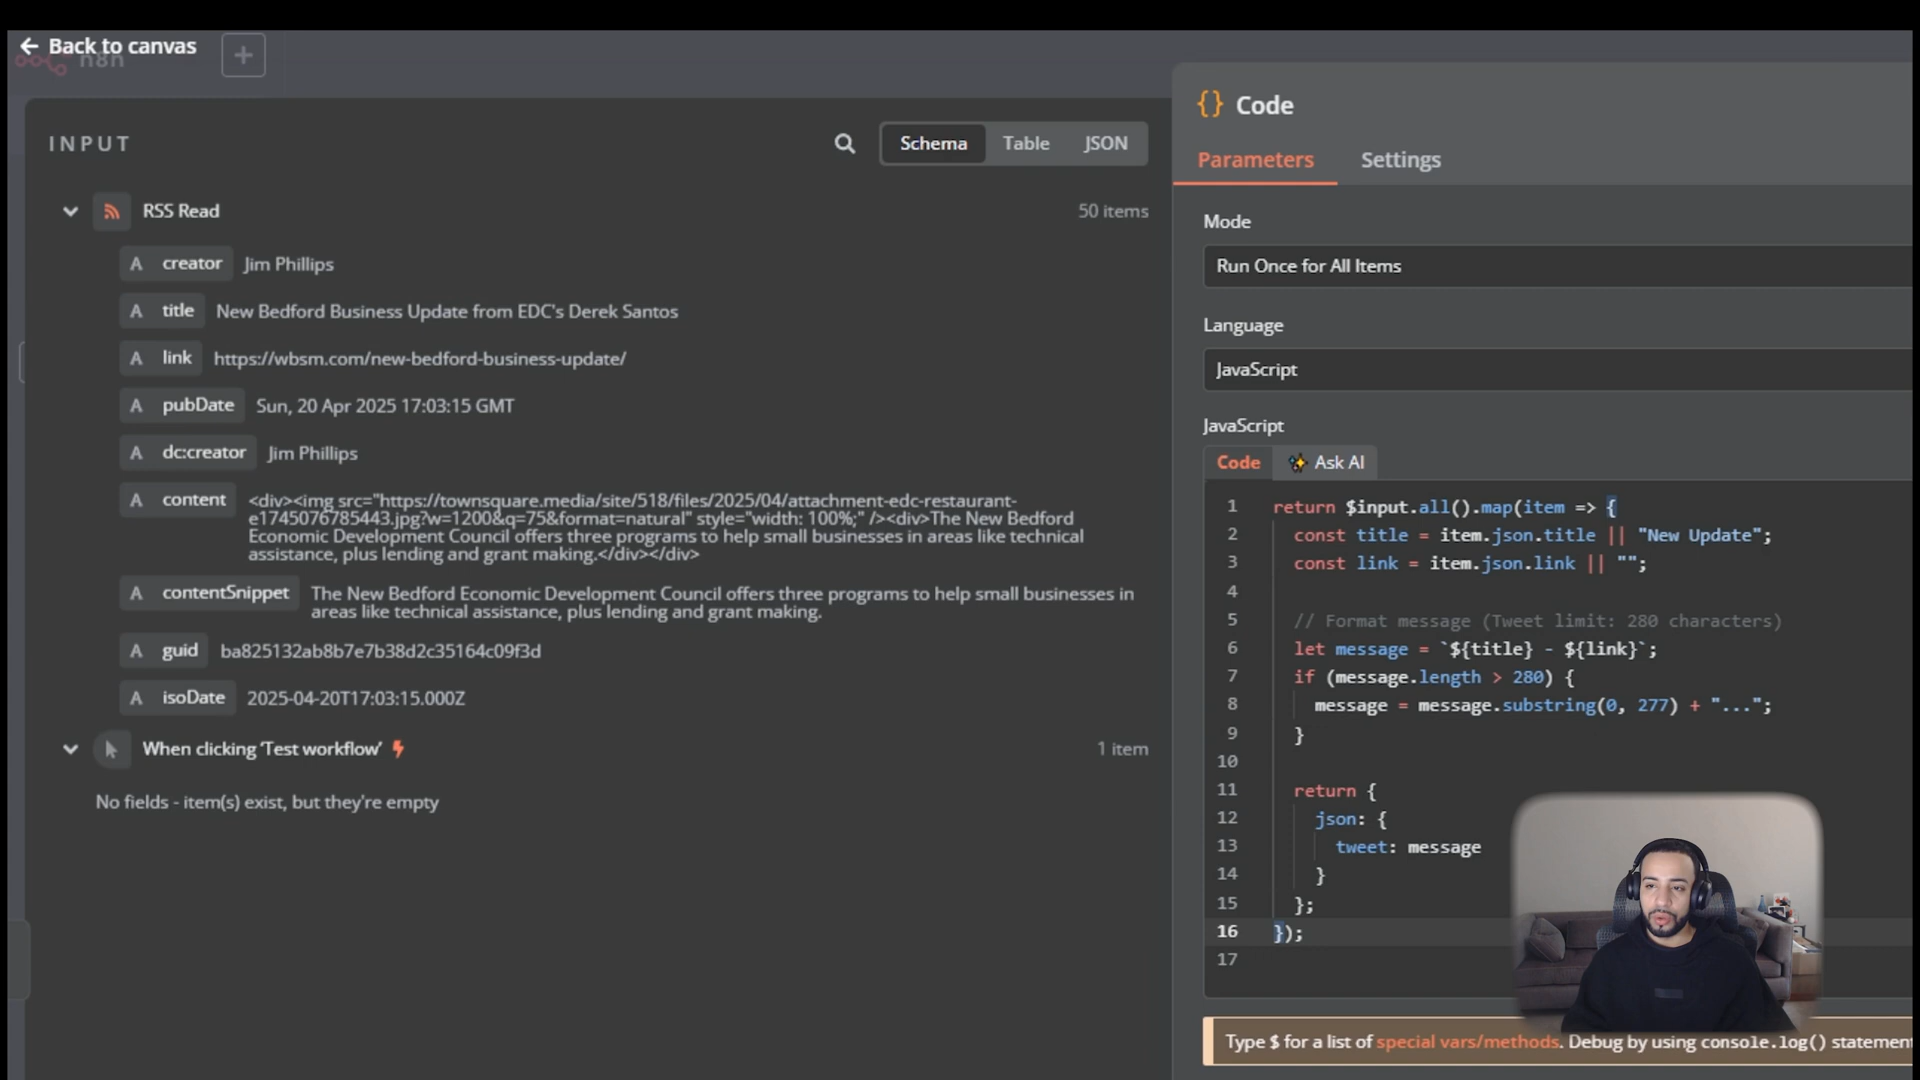 Back to canvas
n8n
+
INPUT
Schema
Table
JSON
RSS Read
50 items
A creator Jim Phillips
A title New Bedford Business Update from EDC's Derek Santos
A link https://wbsm.com/new-bedford-business-update/
A pubDate Sun, 20 Apr 2025 17:03:15 GMT
A dc:creator Jim Phillips
A content <div><img src="https://townsquare.media/site/518/files/2025/04/attachment-edc-restaurant-
e1745076785443.jpg?w=1200&q=75&format=natural" style="width: 100%;" /><div>The New Bedford
Economic Development Council offers three programs to help small businesses in areas like technical
assistance, plus lending and grant making.</div></div>
A contentSnippet The New Bedford Economic Development Council offers three programs to help small businesses in
areas like technical assistance, plus lending and grant making.
A guid ba825132ab8b7e7b38d2c35164c09f3d
A isoDate 2025-04-20T17:03:15.000Z
When clicking ‘Test workflow’
1 item
No fields - item(s) exist, but they're empty
{} Code
Parameters
Settings
Mode
Run Once for All Items
Language
JavaScript
JavaScript
Code
Ask AI
1 return $input.all().map(item => {
2 const title = item.json.title || "New Update";
3 const link = item.json.link || "";
4
5 // Format message (Tweet limit: 280 characters)
6 let message = `${title} - ${link}`;
7 if (message.length > 280) {
8 message = message.substring(0, 277) + "...";
9 }
10
11 return {
12 json: {
13 tweet: message
14 }
15 };
16 });
17
Type $ for a list of special vars/methods. Debug by using console.log() statemen